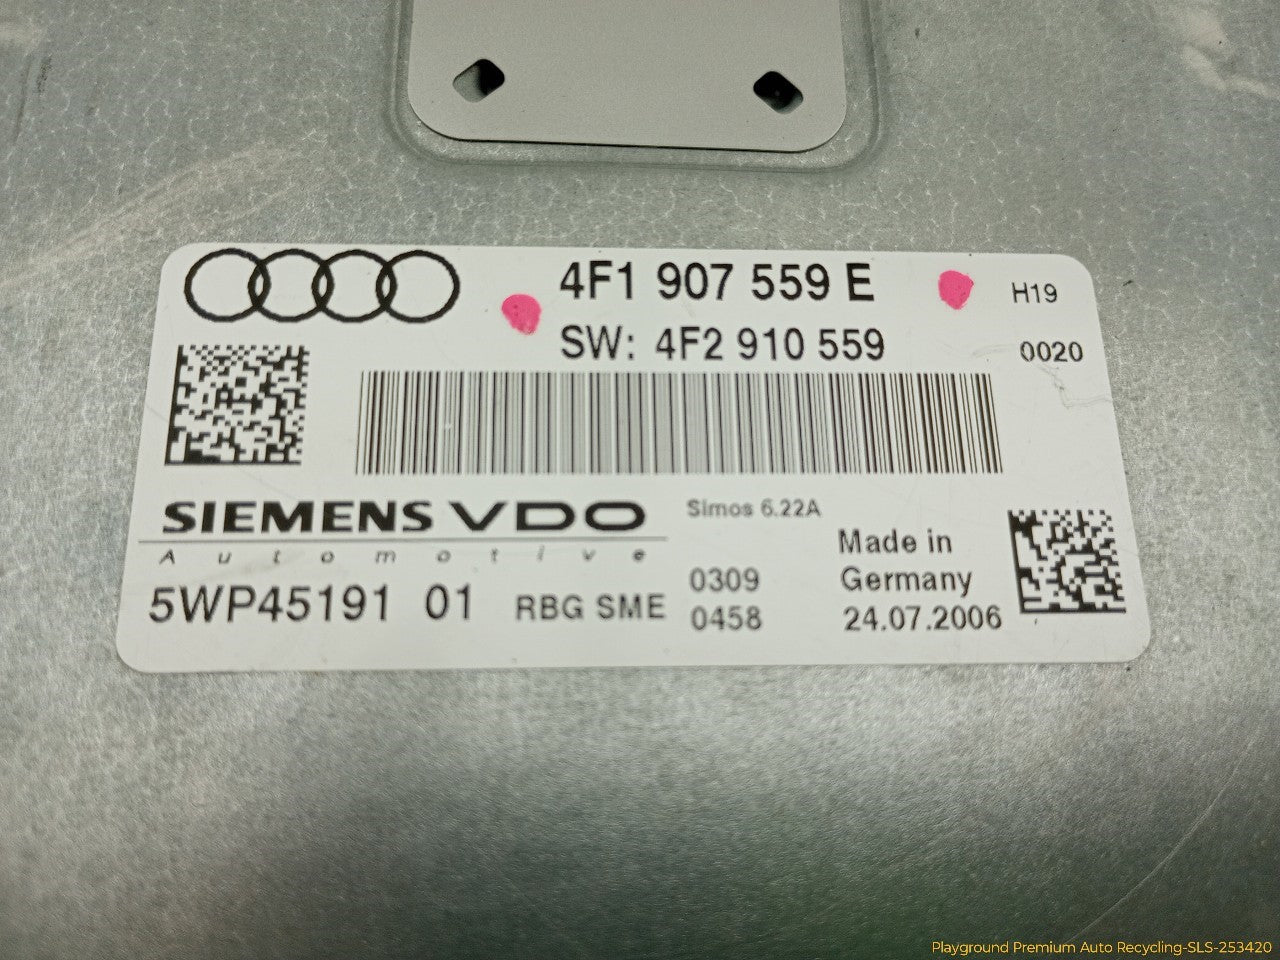 4F1 907 559 E
H19
SW: 4F2 910 559
0020
SIEMENS VDO
Automotive
Simos 6.22A
5WP45191 01
RBG SME
0309
0458
Made in
Germany
24.07.2006
Playground Premium Auto Recycling-SLS-253420